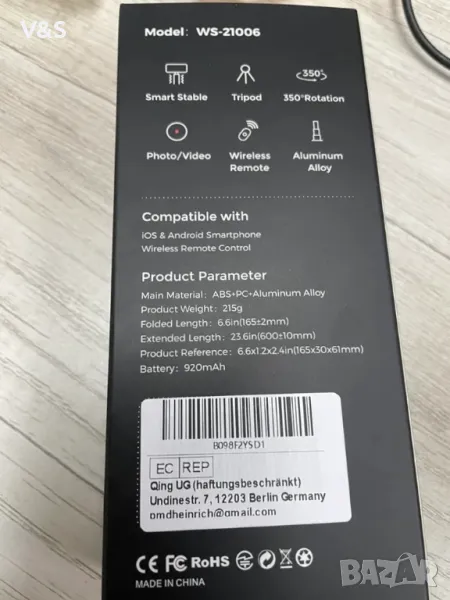 V&S
Model: WS-21006
350°
Smart Stable Tripod 350°Rotation
Photo/Video Wireless Remote Aluminum Alloy
Compatible with
iOS & Android Smartphone
Wireless Remote Control
Product Parameter
Main Material: ABS+PC+Aluminum Alloy
Product Weight: 215g
Folded Length: 6.6in(165±2mm)
Extended Length: 23.6in(600±10mm)
Product Reference: 6.6x1.2x2.4in(165x30x61mm)
Battery: 920mAh
B098F2YSD1
EC REP
Qing UG (haftungsbeschränkt)
Undinestr. 7, 12203 Berlin Germany
pmdheinrich@gmail.com
CE FC RoHS
MADE IN CHINA
БАЗАР
bazar.bg